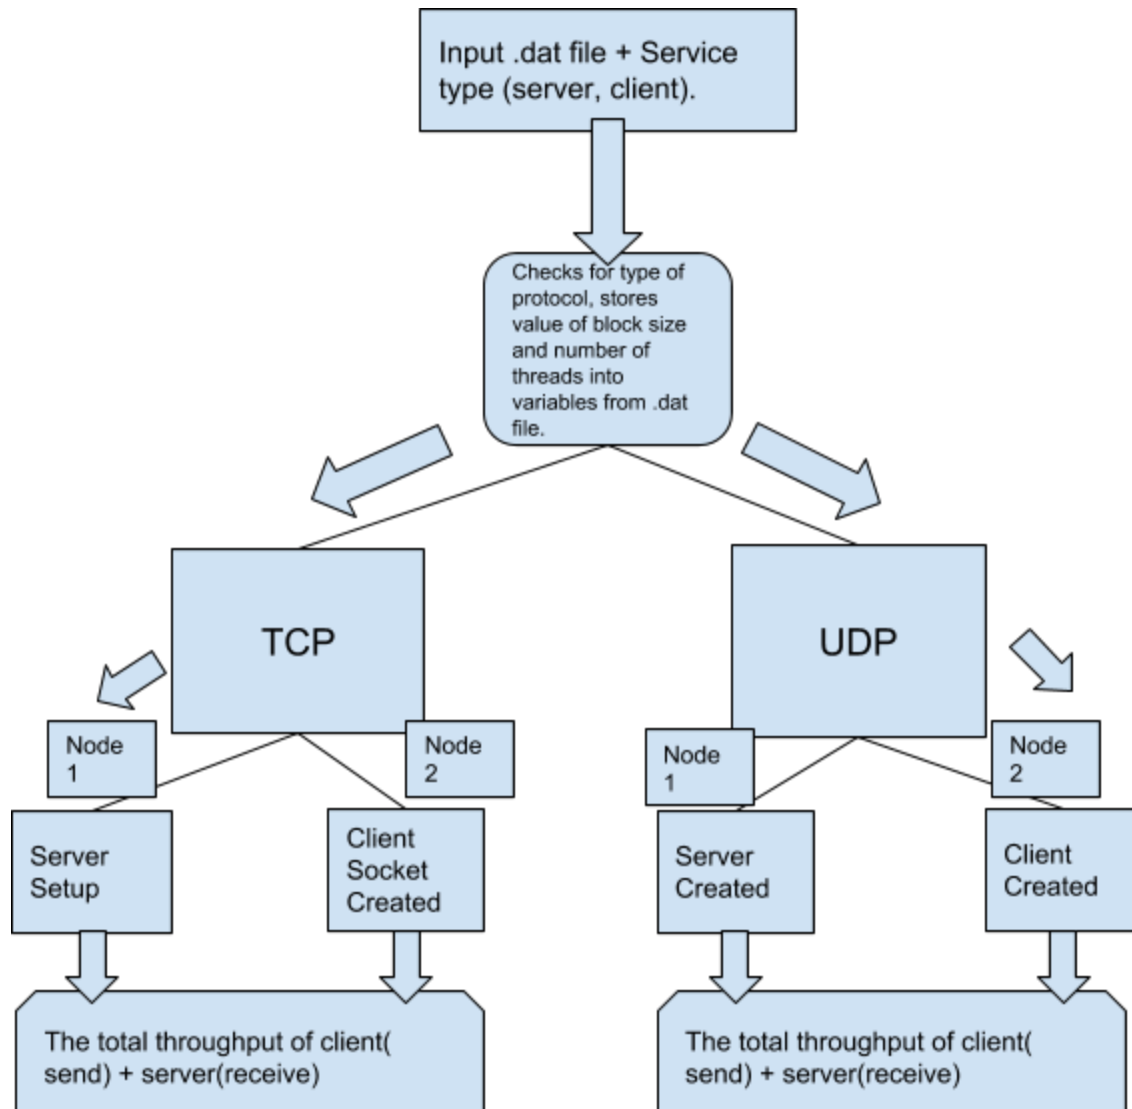 Input .dat file + Service
type (server, client).
Checks for type of
protocol, stores
value of block size
and number of
threads into
variables from .dat
file.
TCP
UDP
Node
1
Node
2
Node
1
Node
2
Server
Setup
Client
Socket
Created
Server
Created
Client
Created
The total throughput of client(
send) + server(receive)
The total throughput of client(
send) + server(receive)